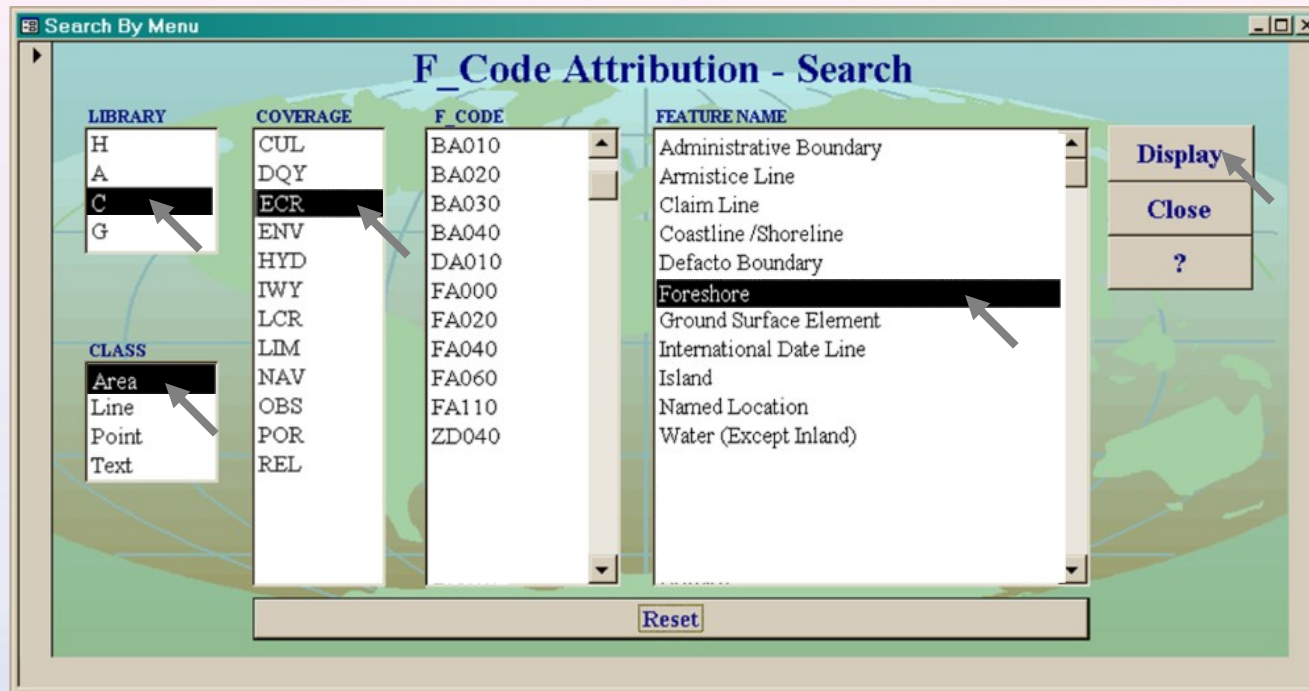 Search By Menu
F_Code Attribution - Search
LIBRARY
H
A
C
G
CLASS
Area
Line
Point
Text
COVERAGE
CUL
DQY
ECR
ENV
HYD
IWY
LCR
LIM
NAV
OBS
POR
REL
F_CODE
BA010
BA020
BA030
BA040
DA010
FA000
FA020
FA040
FA060
FA110
ZD040
FEATURE NAME
Administrative Boundary
Armistice Line
Claim Line
Coastline /Shoreline
Defacto Boundary
Foreshore
Ground Surface Element
International Date Line
Island
Named Location
Water (Except Inland)
Display
Close
?
Reset